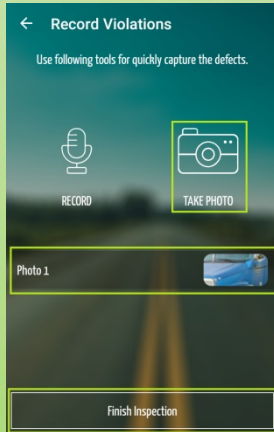 Record Violations
Use following tools for quickly capture the defects.
RECORD
TAKE PHOTO
Photo 1
Finish Inspection